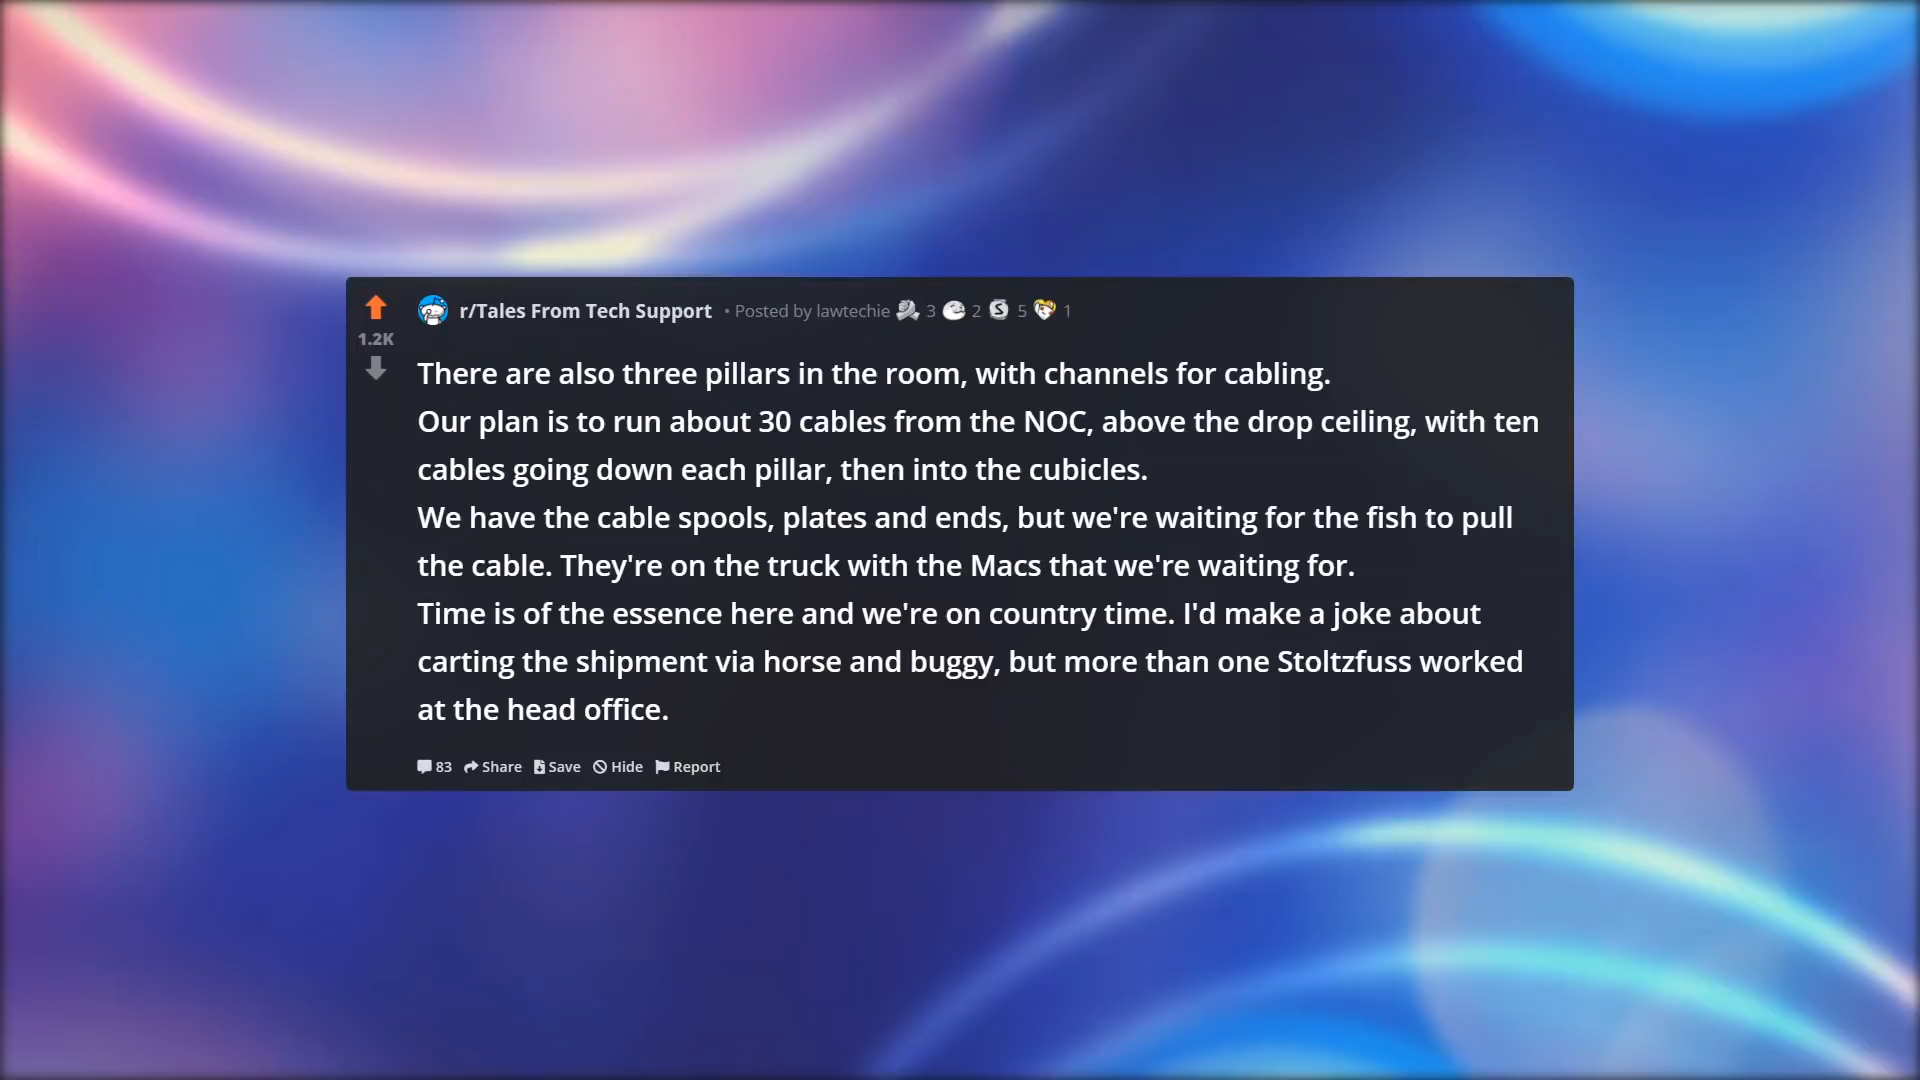 r/Tales From Tech Support • Posted by lawtechie 3 2 5 1
1.2K
There are also three pillars in the room, with channels for cabling.
Our plan is to run about 30 cables from the NOC, above the drop ceiling, with ten
cables going down each pillar, then into the cubicles.
We have the cable spools, plates and ends, but we're waiting for the fish to pull
the cable. They're on the truck with the Macs that we're waiting for.
Time is of the essence here and we're on country time. I'd make a joke about
carting the shipment via horse and buggy, but more than one Stoltzfuss worked
at the head office.
83 Share Save Hide Report